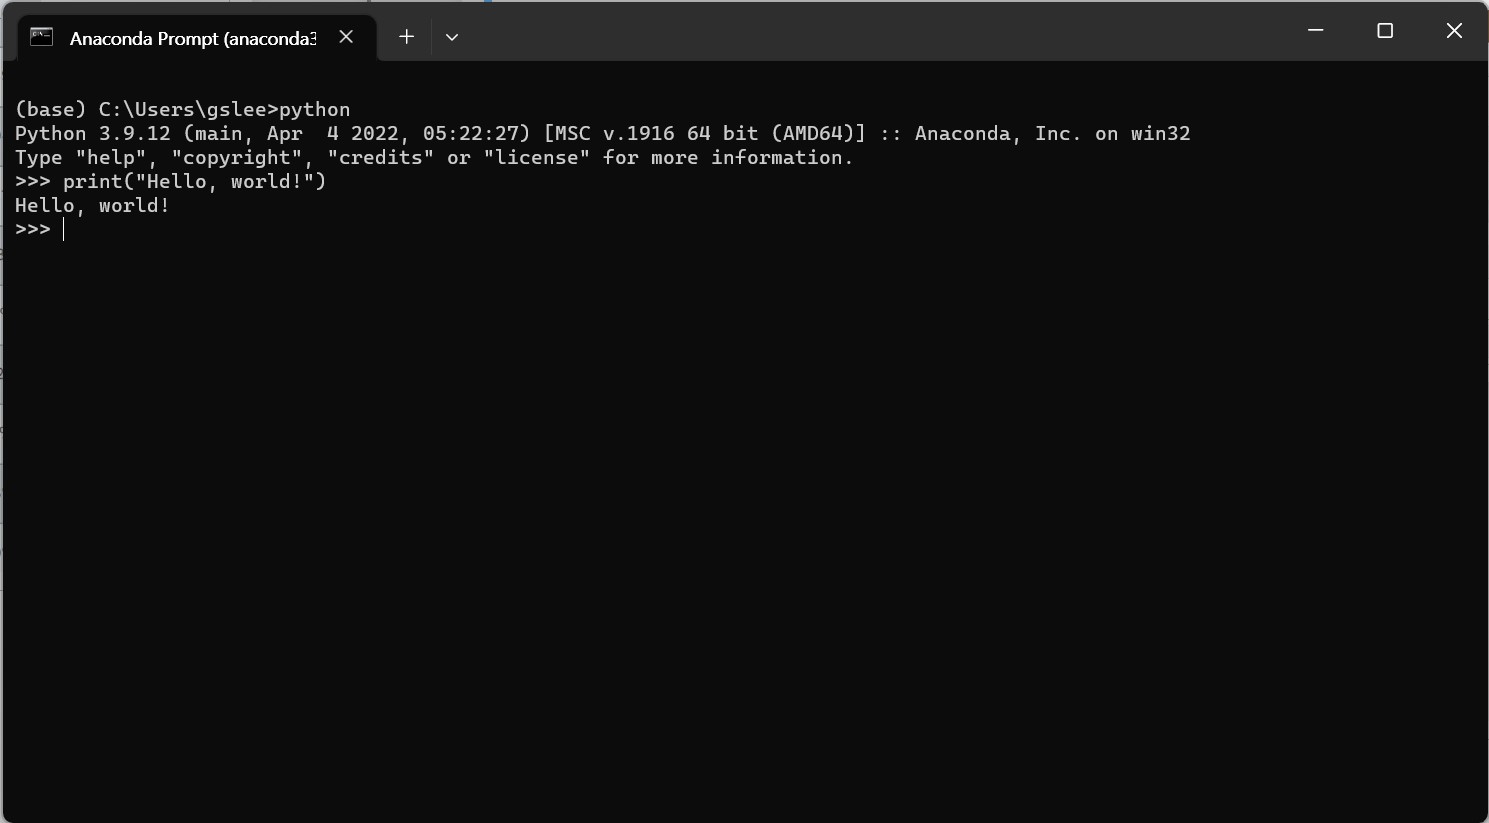 Anaconda Prompt (anaconda3
(base) C:\Users\gslee>python
Python 3.9.12 (main, Apr  4 2022, 05:22:27) [MSC v.1916 64 bit (AMD64)] :: Anaconda, Inc. on win32
Type "help", "copyright", "credits" or "license" for more information.
>>> print("Hello, world!")
Hello, world!
>>>